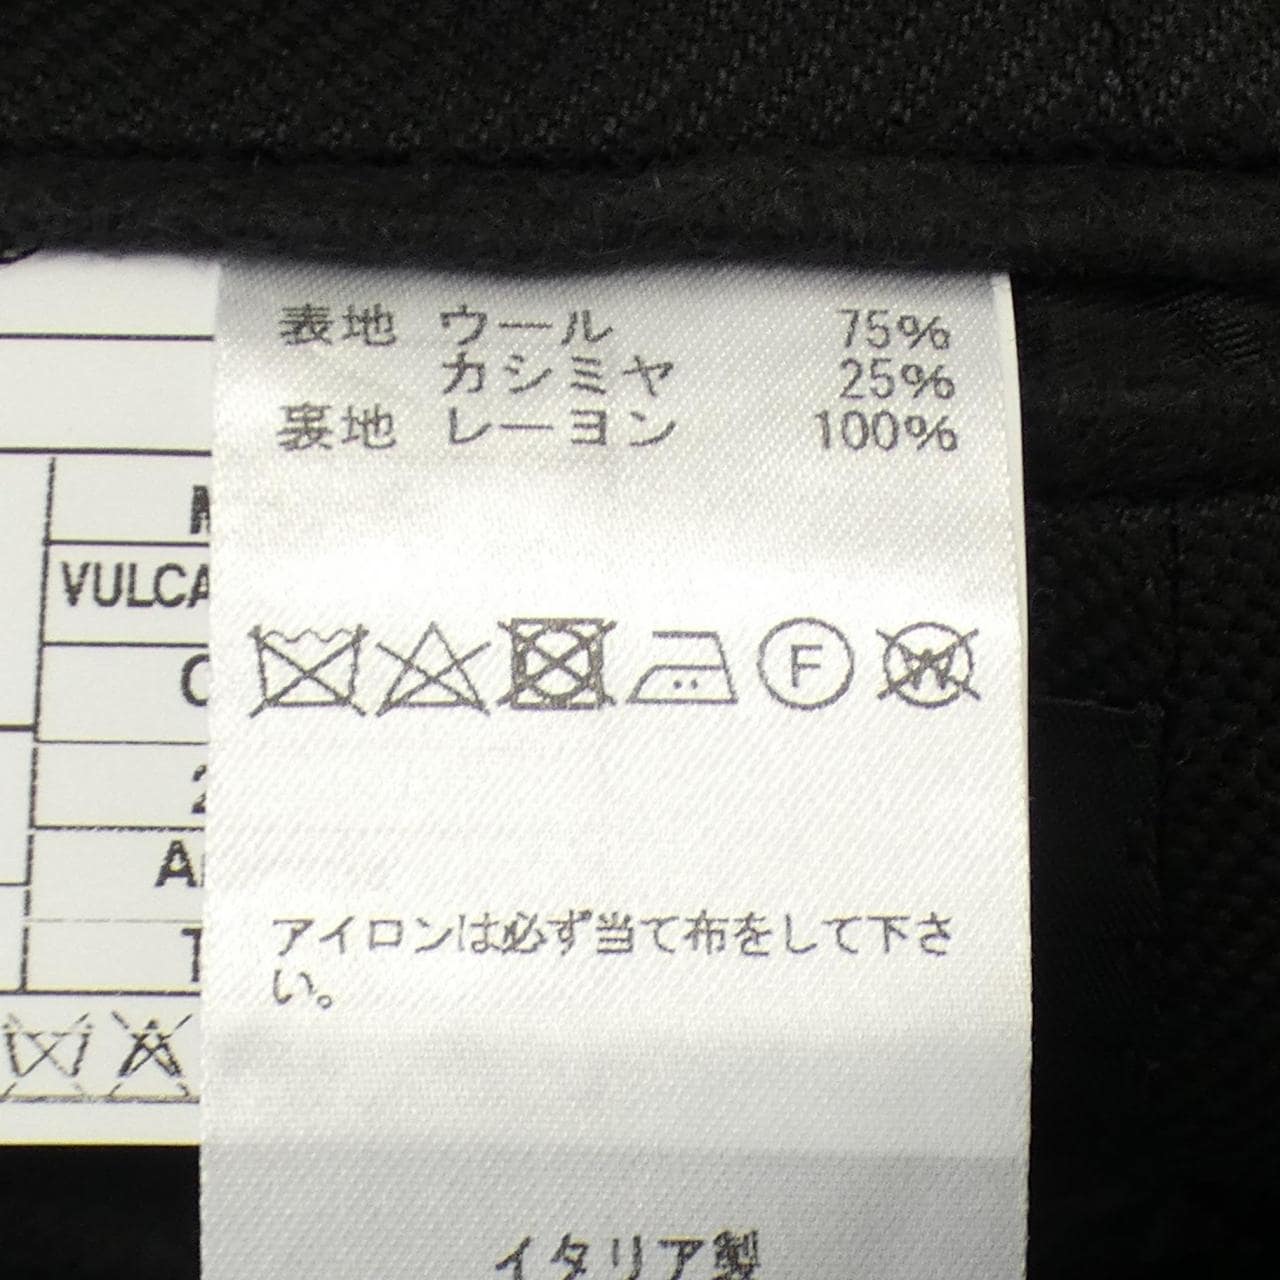 表地 ウール 75%
カシミヤ 25%
裏地 レーヨン 100%
F
W
アイロンは必ず当て布をして下さ
い。
イタリア製